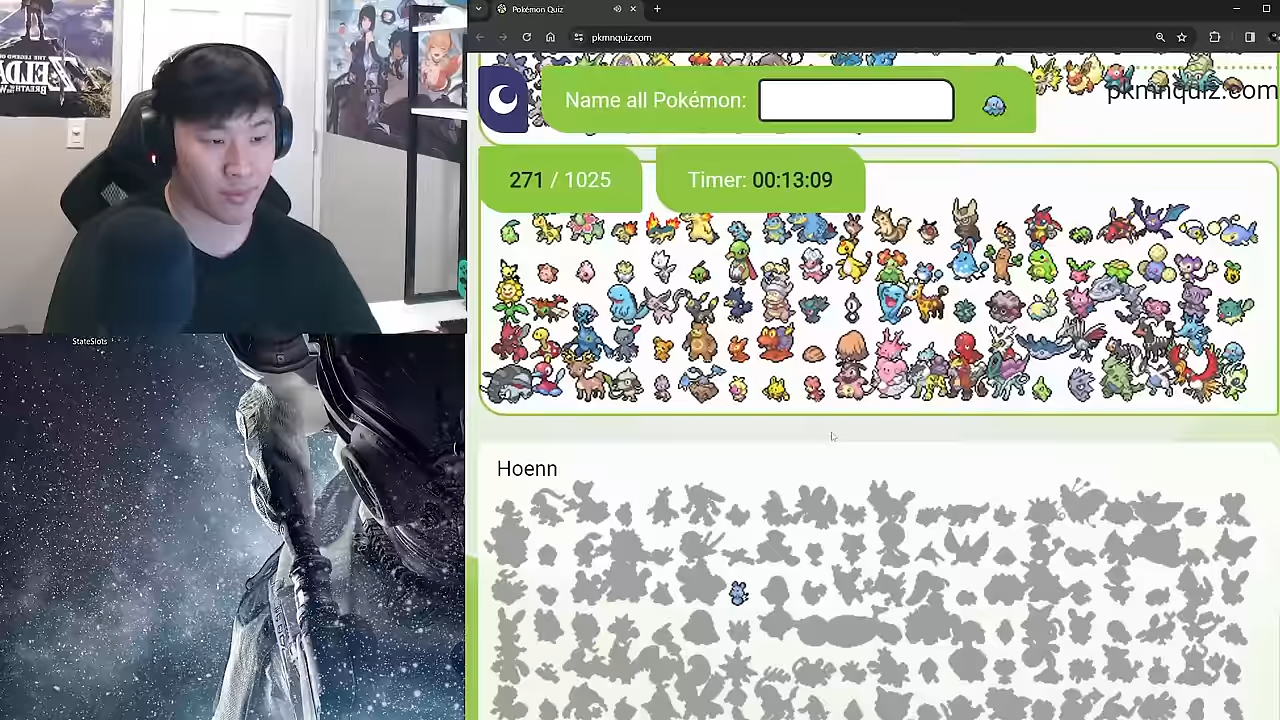 Pokémon Quiz
pkmnquiz.com
Name all Pokémon:
pkmnquiz.com
271 / 1025
Timer: 00:13:09
StateSlots
Hoenn